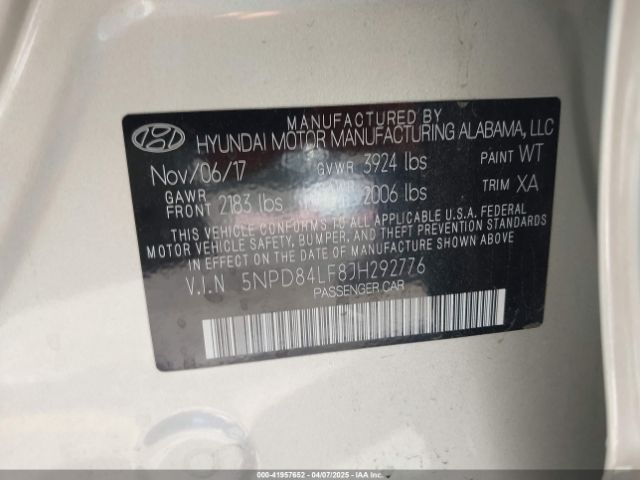 MANUFACTURED BY
HYUNDAI MOTOR MANUFACTURING ALABAMA, LLC
Nov/06/17 GVWR 3924 lbs PAINT WT
GAWR FRONT 2183 lbs 2006 lbs TRIM XA
THIS VEHICLE CONFORMS TO ALL APPLICABLE U.S.A. FEDERAL
MOTOR VEHICLE SAFETY, BUMPER, AND THEFT PREVENTION
STANDARDS IN EFFECT ON THE DATE OF MANUFACTURE SHOWN ABOVE.
V.I.N 5NPD84LF8JH292776
PASSENGER CAR
000-41957652 - 04/07/2025 - IAAI.COM